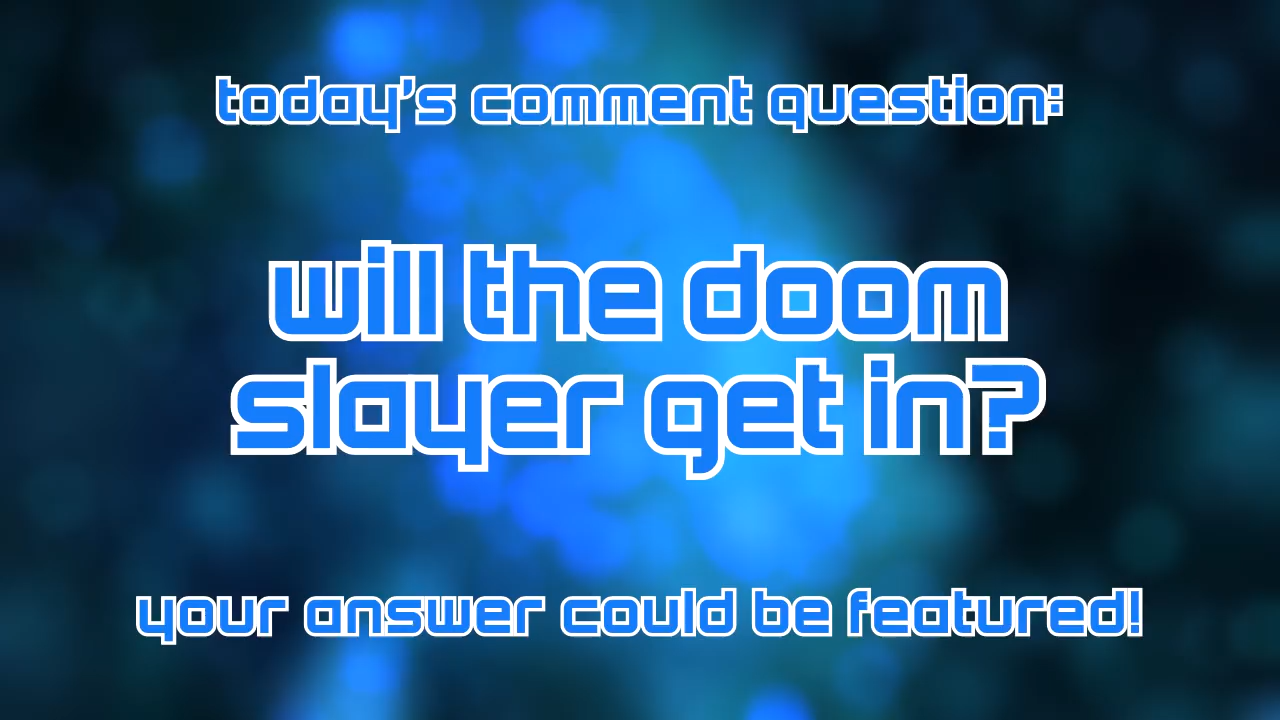 today's comment question:
will the doom
slayer get in?
your answer could be featured!